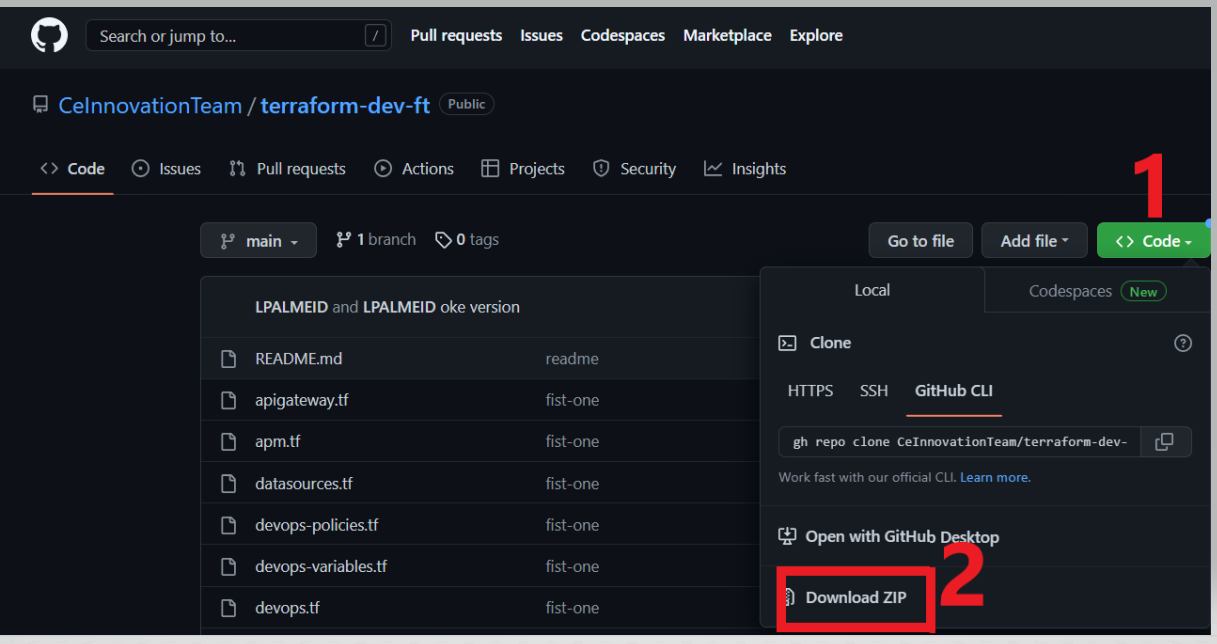 Search or jump to... / Pull requests Issues Codespaces Marketplace Explore
CeInnovationTeam / terraform-dev-ft Public
<> Code Issues Pull requests Actions Projects Security Insights
1
main 1 branch 0 tags Go to file Add file <> Code
LPALMEID and LPALMEID oke version
README.md readme
apigateway.tf fist-one
apm.tf fist-one
datasources.tf fist-one
devops-policies.tf fist-one
devops-variables.tf fist-one
devops.tf fist-one
Local Codespaces New
Clone ?
HTTPS SSH GitHub CLI
gh repo clone CeInnovationTeam/terraform-dev-
Work fast with our official CLI. Learn more.
Open with GitHub Desktop
2
Download ZIP